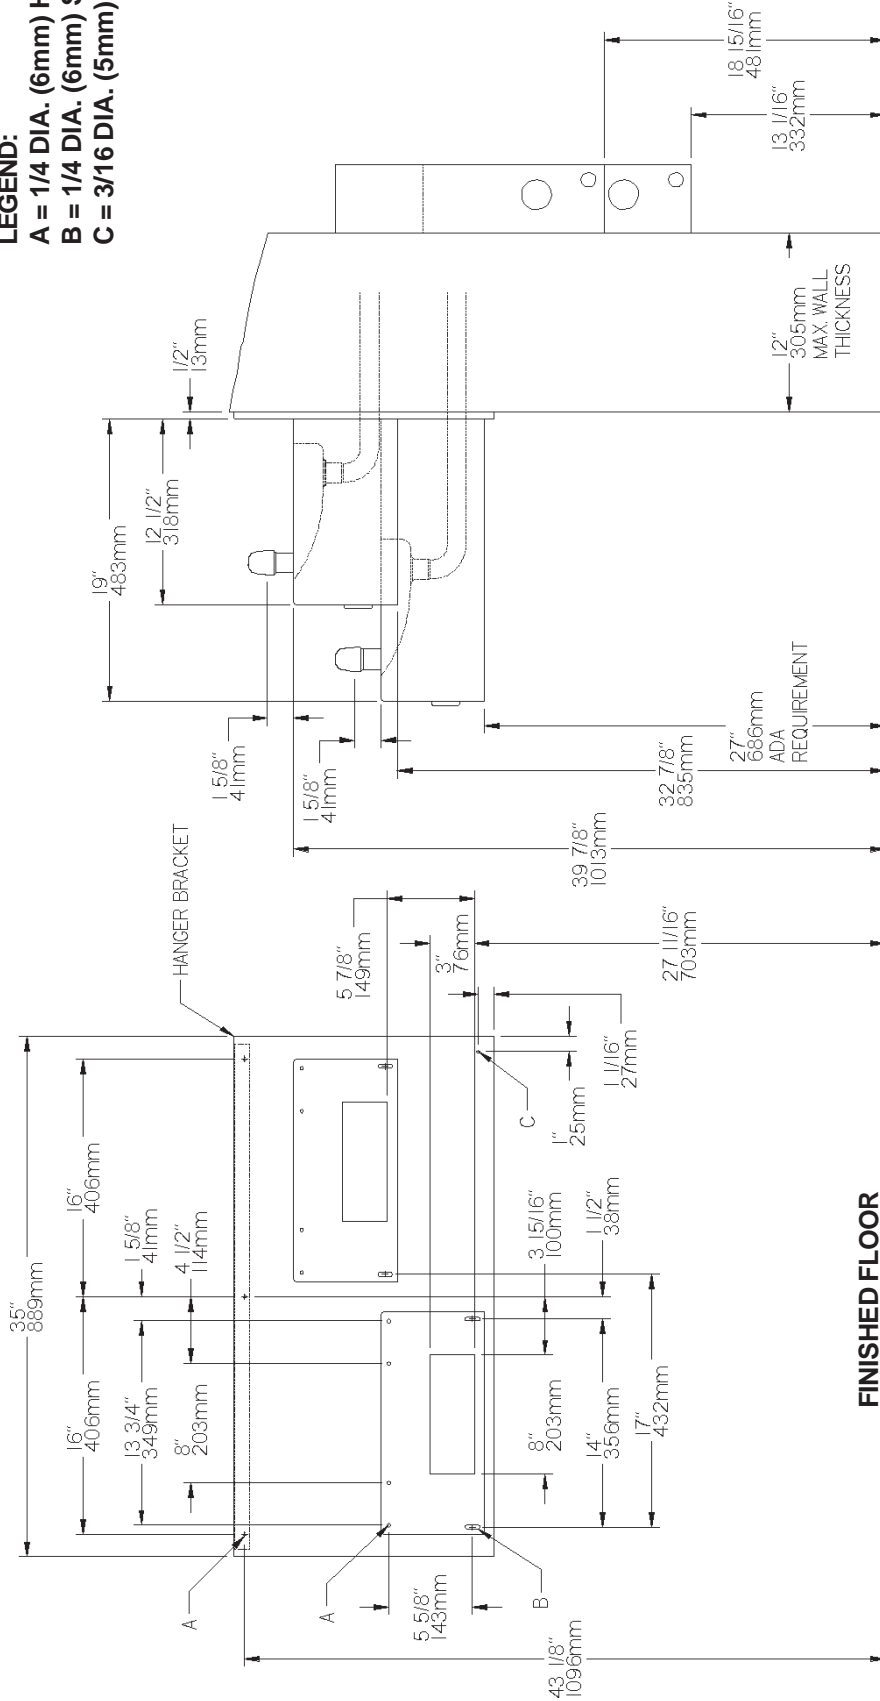 LEGEND:
A = 1/4 DIA. (6mm)
B = 1/4 DIA. (6mm)
C = 3/16 DIA. (5mm)
18 15/16"
481mm
13 1/16"
332mm
1/2"
13mm
12"
305mm
MAX. WALL
THICKNESS
12 1/2"
318mm
19"
483mm
1 5/8"
41mm
1 5/8"
41mm
27"
686mm
ADA
REQUIREMENT
32 7/8"
835mm
39 7/8"
1013mm
HANGER BRACKET
5 7/8"
149mm
3"
76mm
27 11/16"
703mm
35"
889mm
16"
406mm
16"
406mm
1 5/8"
41mm
4 1/2"
114mm
13 3/4"
349mm
8"
203mm
C
1"
25mm
1 1/16"
27mm
3 15/16"
100mm
1 1/2"
38mm
8"
203mm
14"
356mm
17"
432mm
A
A
B
5 5/8"
143mm
43 1/8"
1096mm
FINISHED FLOOR